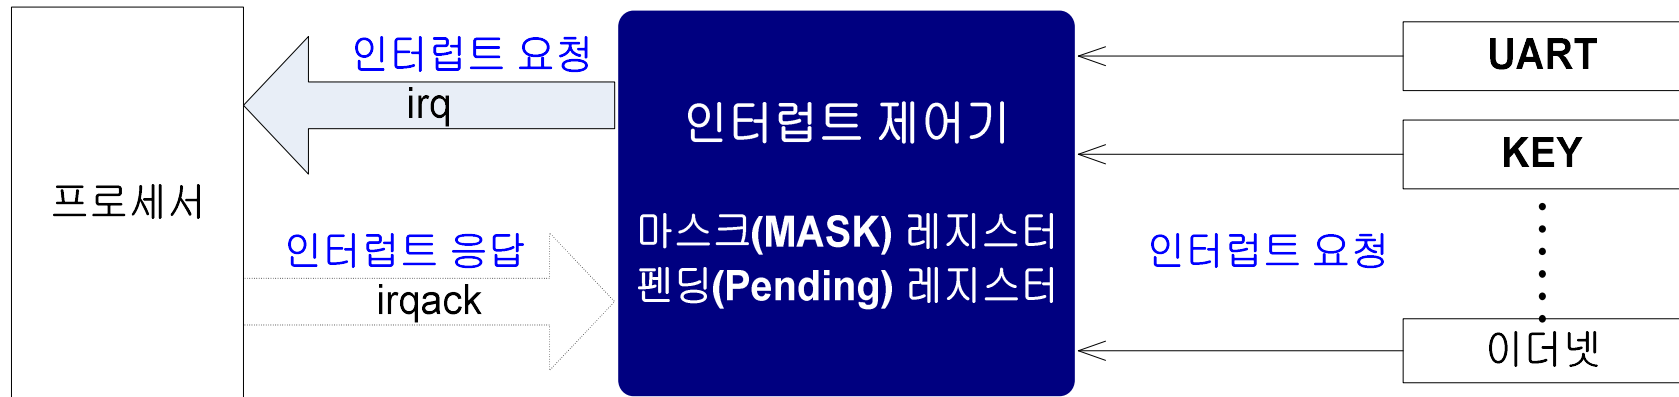 프로세서
인터럽트 요청
irq
인터럽트 응답
irqack
인터럽트 제어기
마스크(MASK) 레지스터
펜딩(Pending) 레지스터
인터럽트 요청
UART
KEY
이더넷